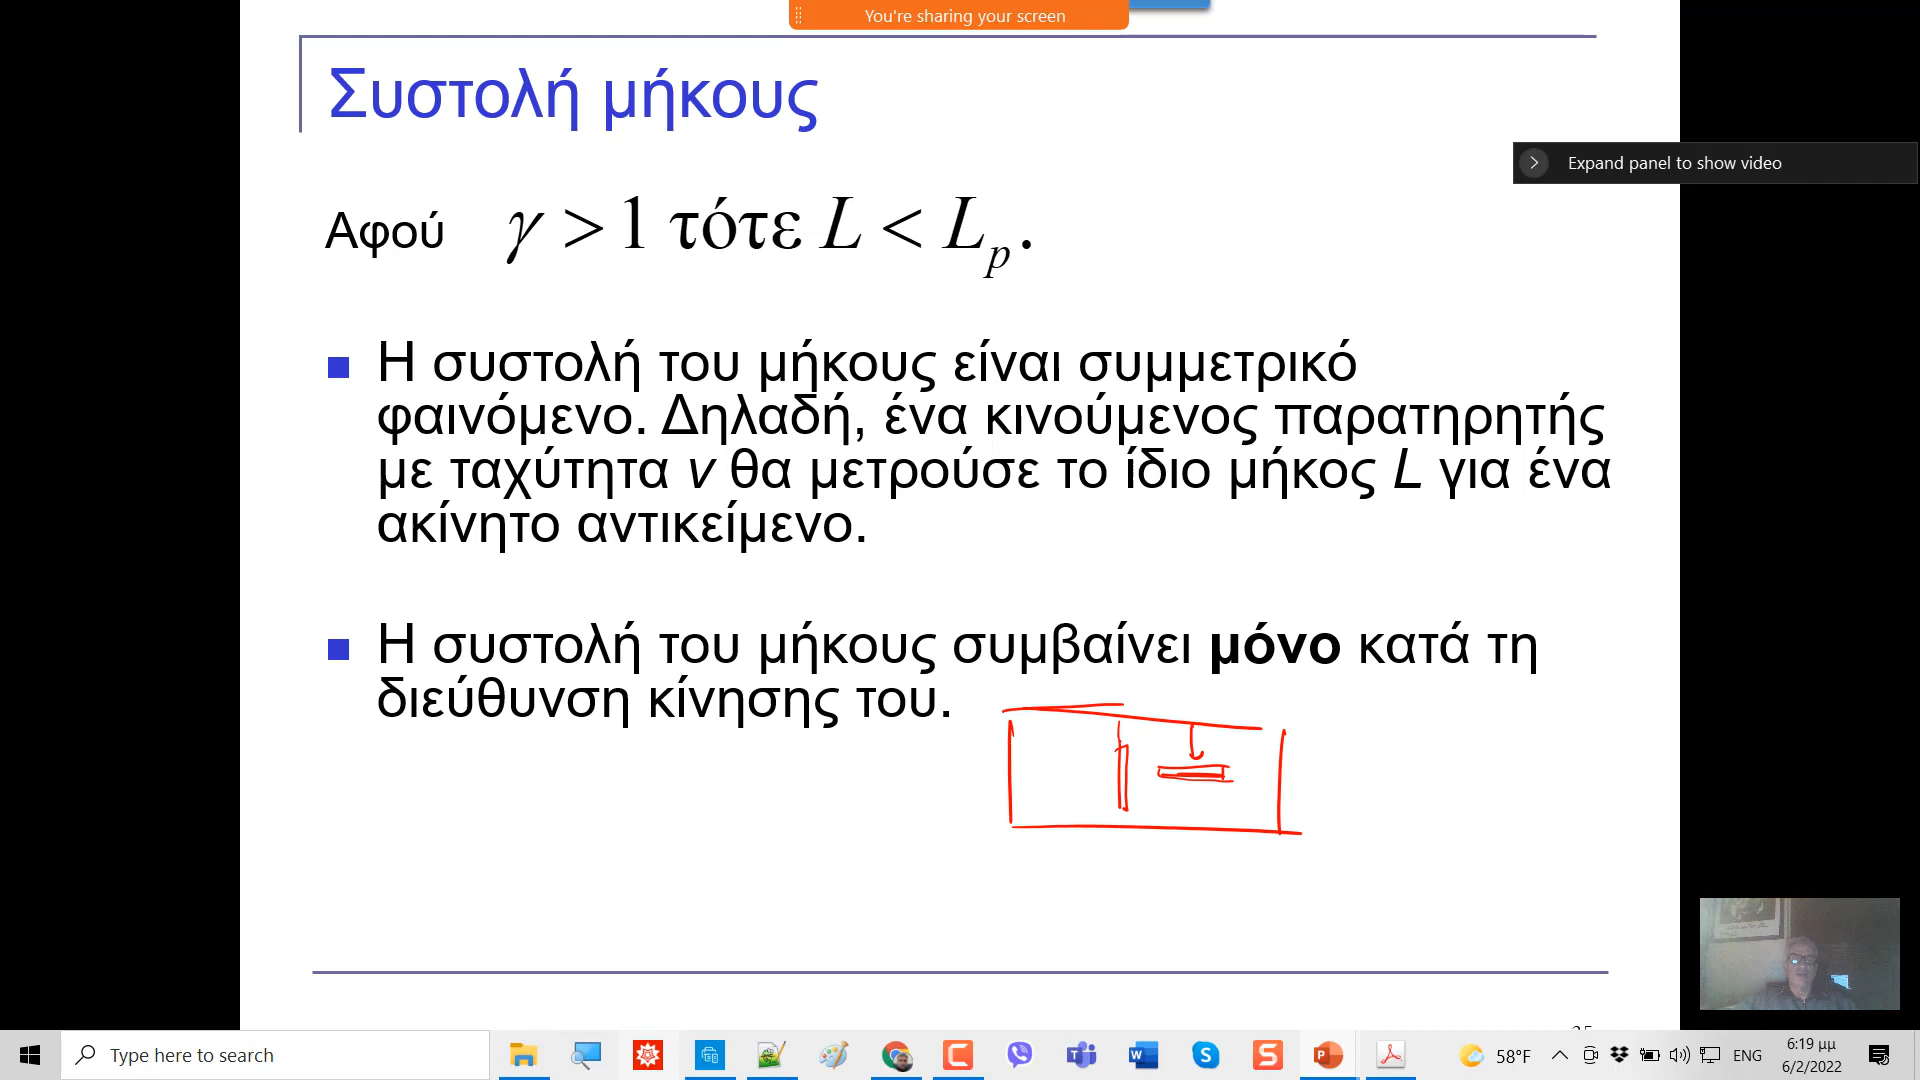 You're sharing your screen
Συστολή μήκους
Expand panel to show video
Αφού γ > 1 τότε L < Lp.
Η συστολή του μήκους είναι συμμετρικό
φαινόμενο. Δηλαδή, ένα κινούμενος παρατηρητής
με ταχύτητα v θα μετρούσε το ίδιο μήκος L για ένα
ακίνητο αντικείμενο.
Η συστολή του μήκους συμβαίνει μόνο κατά τη
διεύθυνση κίνησης του.
Type here to search
58°F
ENG
6:19 μμ
6/2/2022